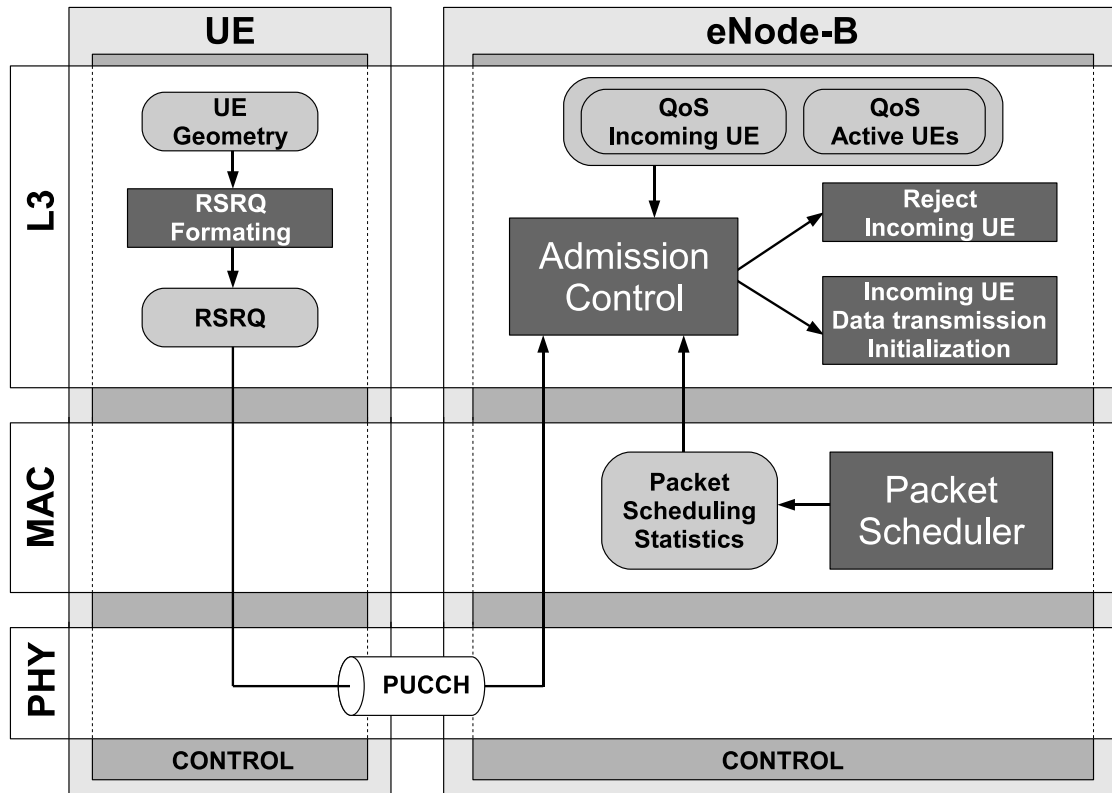 UE
eNode-B
L3
UE
Geometry
RSRQ
Formating
RSRQ
QoS
Incoming UE
QoS
Active UEs
Admission
Control
Reject
Incoming UE
Incoming UE
Data transmission
Initialization
MAC
Packet
Scheduling
Statistics
Packet
Scheduler
PHY
PUCCH
CONTROL
CONTROL